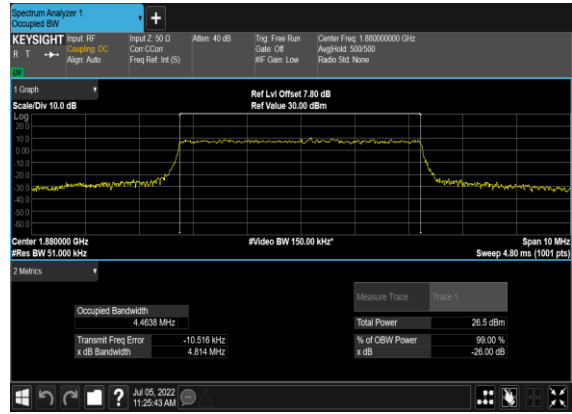 Spectrum Analyzer 1
Occupied BW
+
KEYSIGHT Input: RF Input Z: 50 Ω Atten: 40 dB Trig: Free Run Center Freq: 1.880000000 GHz
R T Coupling: DC Corr CCorr Gate: Off Avg|Hold: 500/500
Align: Auto Freq Ref: Int (S) #IF Gain: Low Radio Std: None
1 Graph
Ref Lvl Offset 7.80 dB
Scale/Div 10.0 dB Ref Value 30.00 dBm
Log
20.0
10.0
0.00
-10.0
-20.0
-30.0
-40.0
-50.0
-60.0
Center 1.880000 GHz #Video BW 150.00 kHz* Span 10 MHz
#Res BW 51.000 kHz Sweep 4.80 ms (1001 pts)
2 Metrics
Measure Trace Trace 1
Occupied Bandwidth
4.4638 MHz Total Power 26.5 dBm
Transmit Freq Error -10.516 kHz % of OBW Power 99.00 %
x dB Bandwidth 4.814 MHz x dB -26.00 dB
? Jul 05, 2022
11:25:43 AM